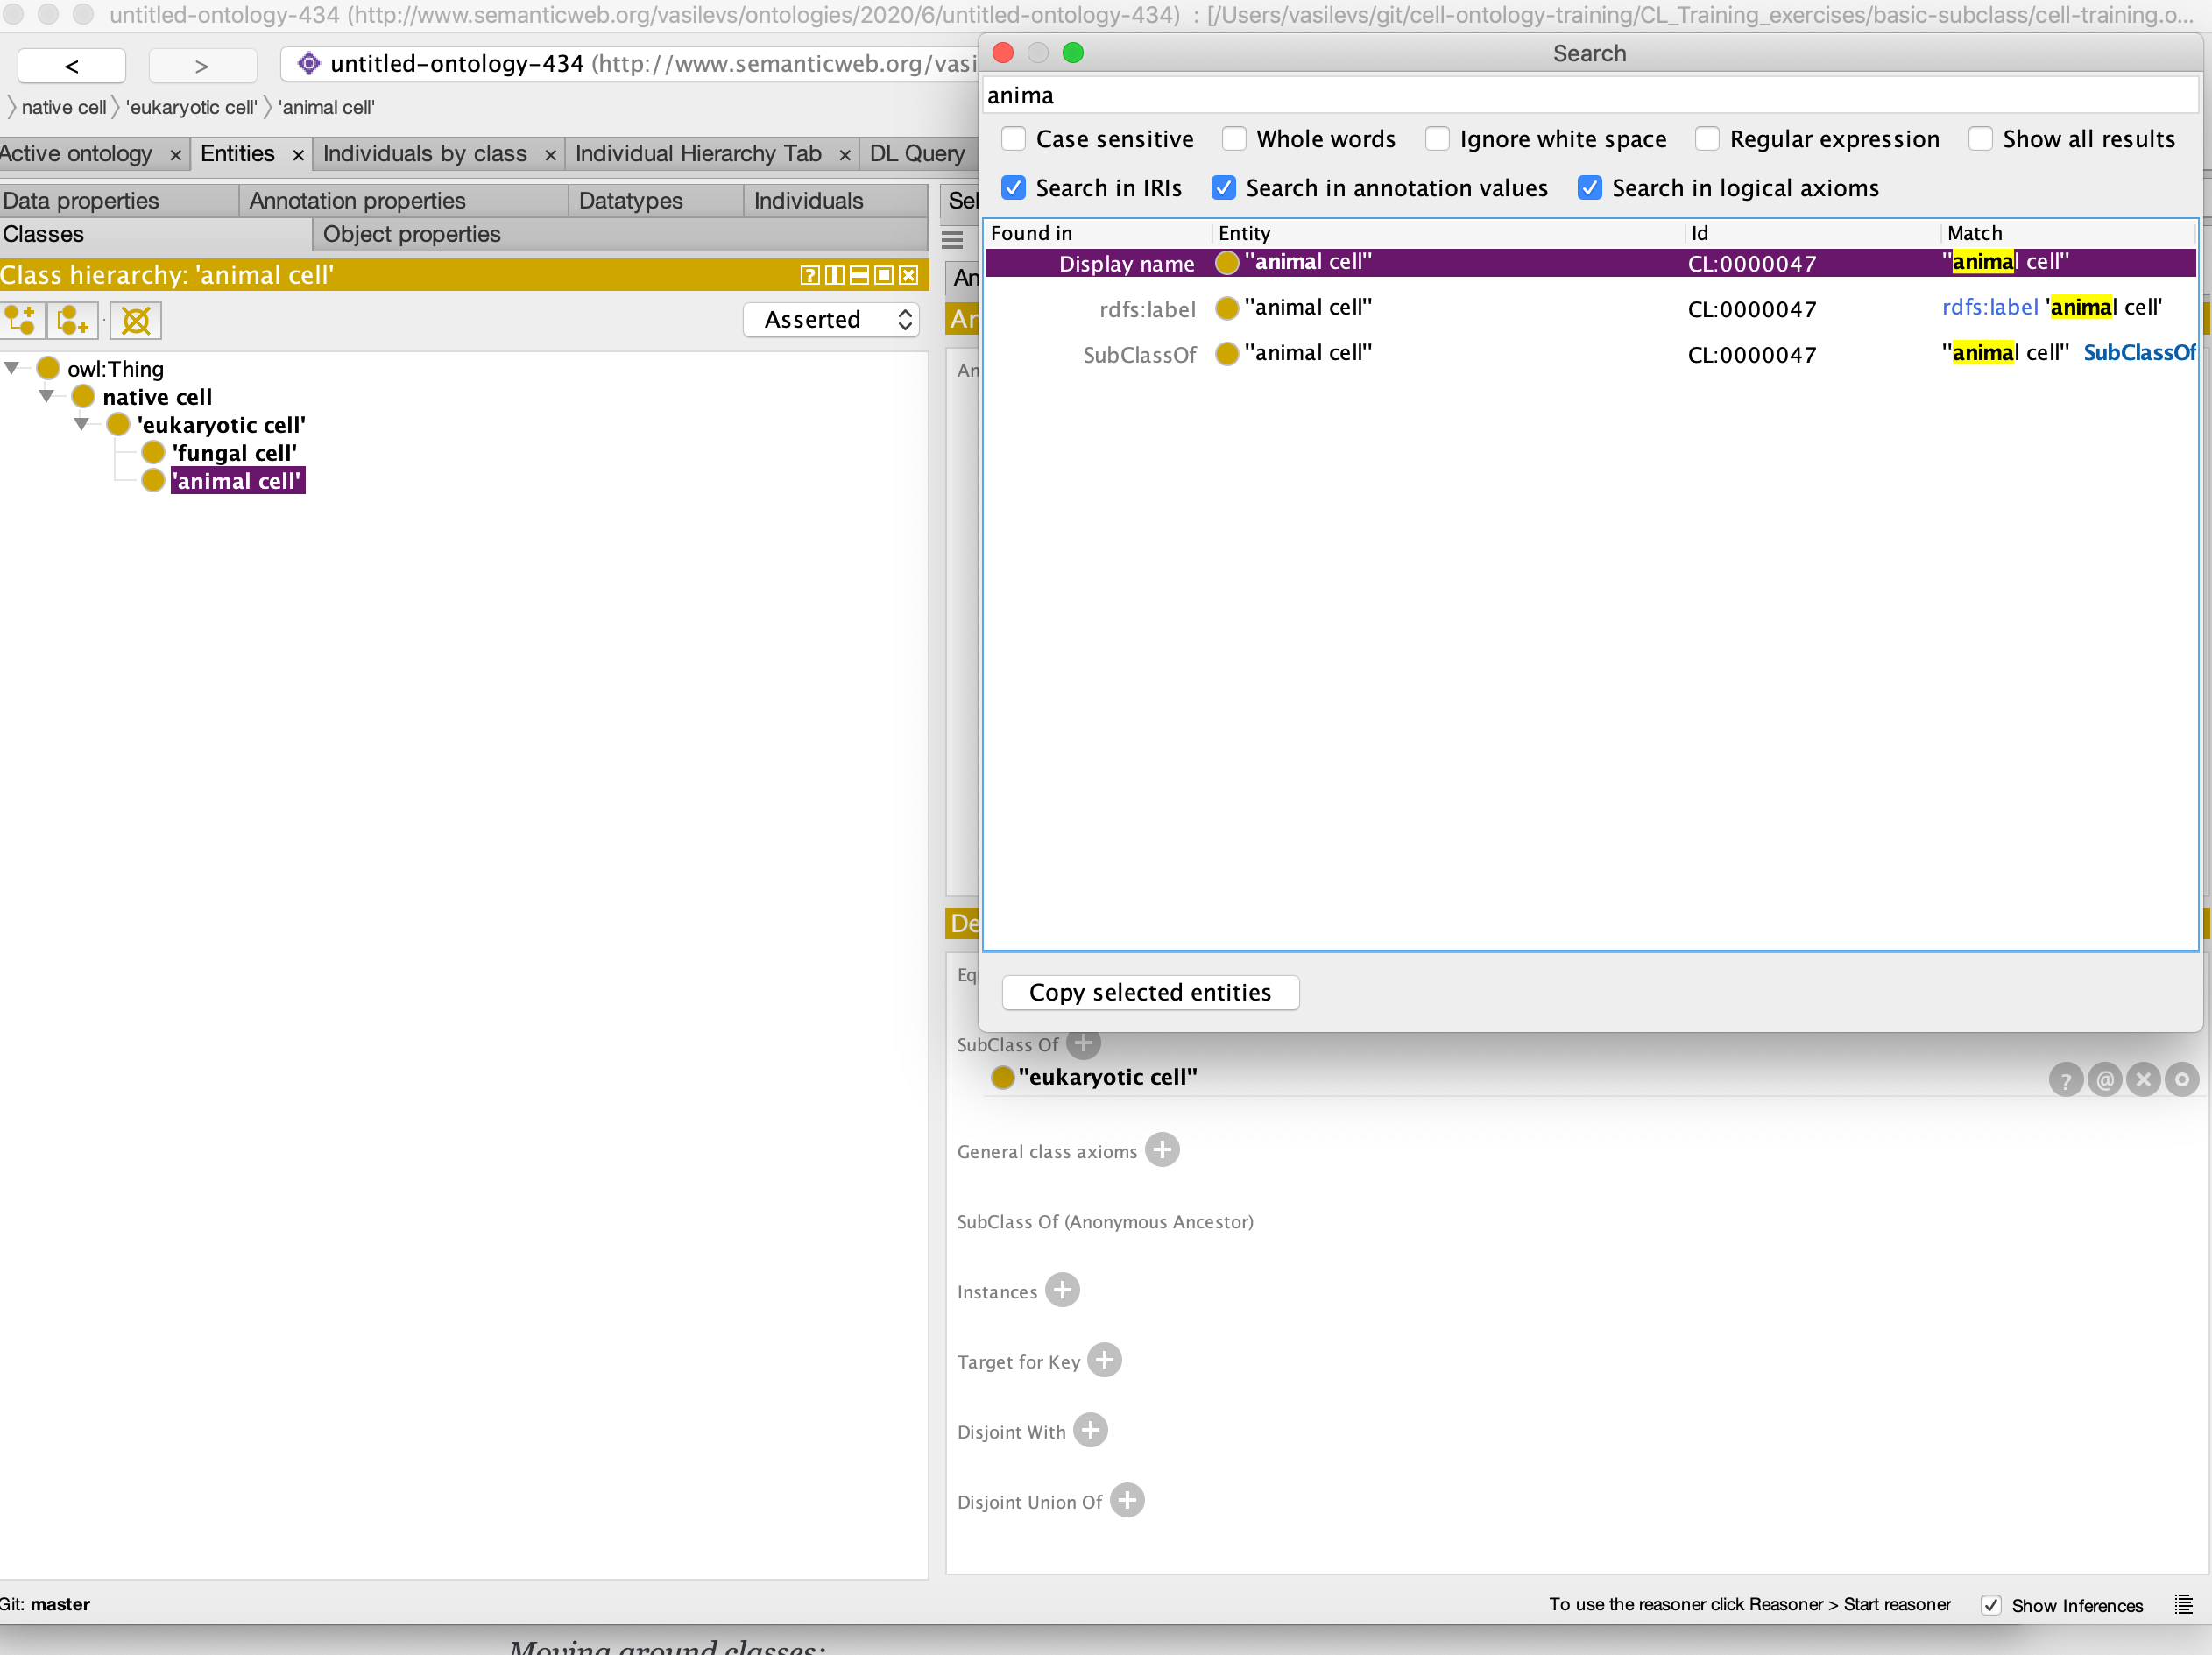 untitled-ontology-434 (http://www.semanticweb.org/vasilevs/ontologies/2020/6/untitled-ontology-434) : [/Users/vasilevs/git/cell-ontology-training/CL_Training_exercises/basic-subclass/cell-training.o...
< > untitled-ontology-434 (http://www.semanticweb.org/vasi
native cell 'eukaryotic cell' 'animal cell'
Active ontology × Entities × Individuals by class × Individual Hierarchy Tab × DL Query
Data properties Annotation properties Datatypes Individuals
Classes Object properties
Class hierarchy: 'animal cell'
Asserted
owl:Thing
native cell
'eukaryotic cell'
'fungal cell'
'animal cell'
Search
anima
Case sensitive Whole words Ignore white space Regular expression Show all results
Search in IRIs Search in annotation values Search in logical axioms
Found in Entity Id Match
Display name "animal cell" CL:0000047 "animal cell"
rdfs:label "animal cell" CL:0000047 rdfs:label 'animal cell'
SubClassOf "animal cell" CL:0000047 "animal cell" SubClassOf
Copy selected entities
Sel
An
An
An
De
Eq
SubClass Of
"eukaryotic cell"
General class axioms
SubClass Of (Anonymous Ancestor)
Instances
Target for Key
Disjoint With
Disjoint Union Of
Git: master
To use the reasoner click Reasoner > Start reasoner Show Inferences
Moving around classes: